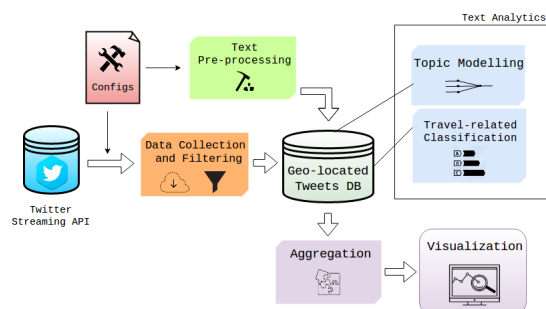 Text Analytics
Text
Pre-processing
Configs
Topic Modelling
Travel-related
Classification
A
B
C
Data Collection
and Filtering
Geo-located
Tweets DB
Twitter
Streaming API
Aggregation
Visualization